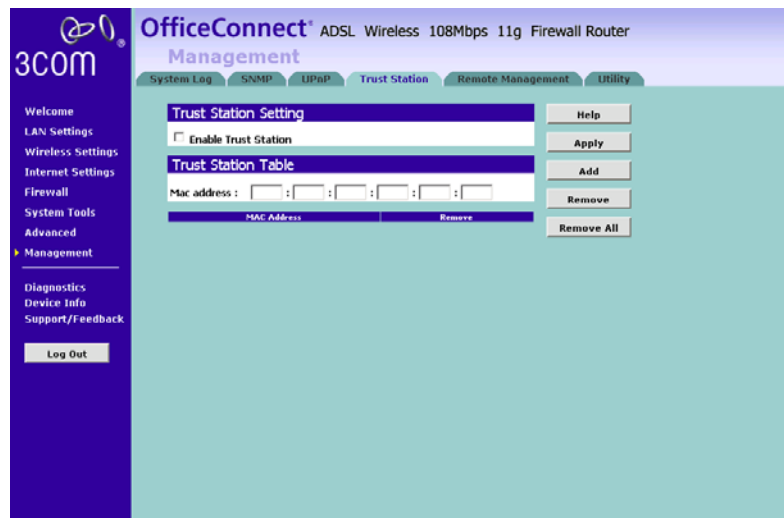 3COM
OfficeConnect® ADSL Wireless 108Mbps 11g Firewall Router
Management
System Log SNMP UPnP Trust Station Remote Management Utility
Welcome
LAN Settings
Wireless Settings
Internet Settings
Firewall
System Tools
Advanced
Management
Diagnostics
Device Info
Support/Feedback
Log Out
Trust Station Setting
Enable Trust Station
Trust Station Table
Mac address : : : : : :
MAC Address Remove
Help
Apply
Add
Remove
Remove All